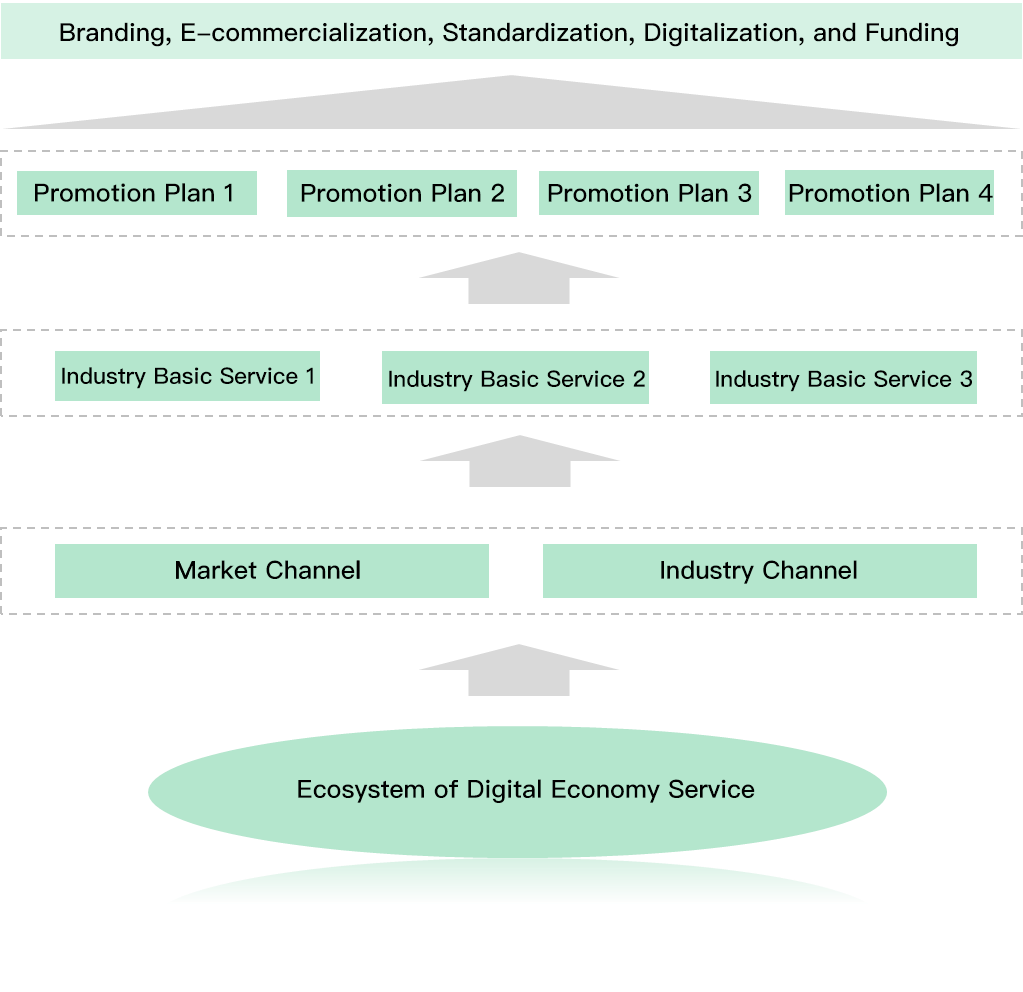 Branding, E-commercialization, Standardization, Digitalization, and Funding
Promotion Plan 1
Promotion Plan 2
Promotion Plan 3
Promotion Plan 4
Industry Basic Service 1
Industry Basic Service 2
Industry Basic Service 3
Market Channel
Industry Channel
Ecosystem of Digital Economy Service